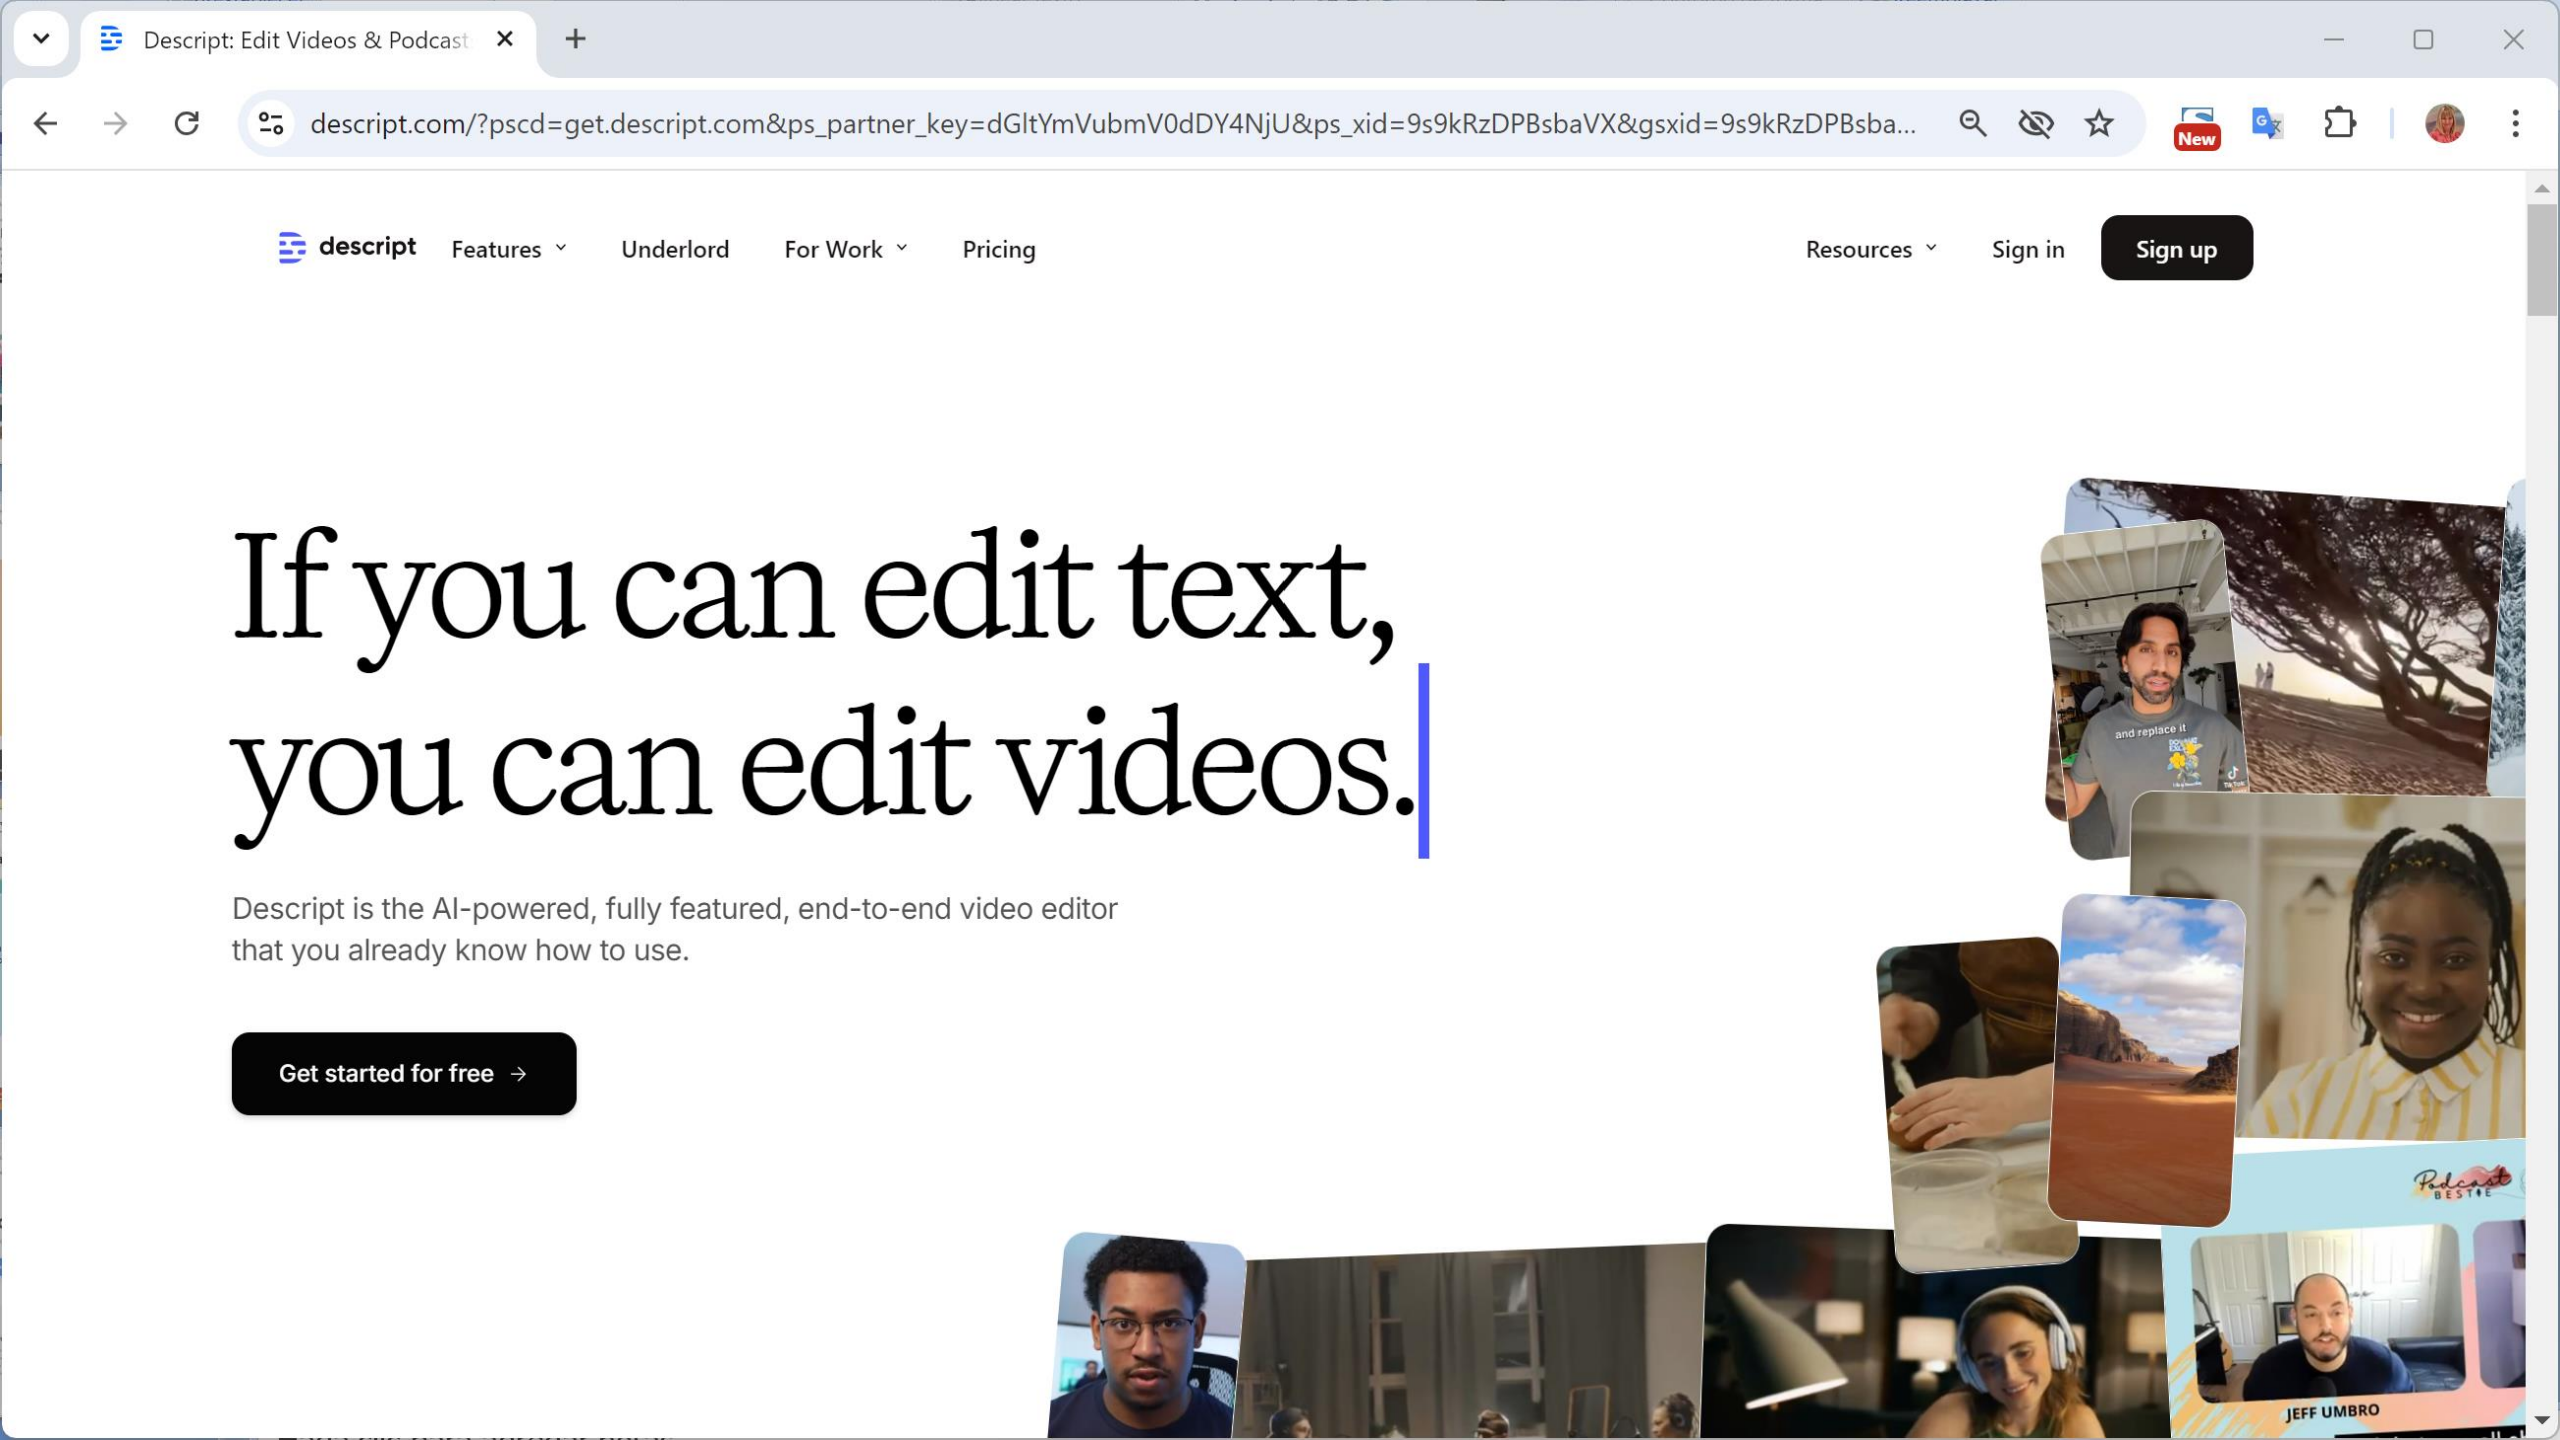 Descript: Edit Videos & Podcast
descript.com/?pscd=get.descript.com&ps_partner_key=dGltYmVubmV0dDY4NjU&ps_xid=9s9kRzDPBsbaVX&gsxid=9s9kRzDPBsba...
New
descript
Features
Underlord
For Work
Pricing
Resources
Sign in
Sign up
If you can edit text,
you can edit videos.
Descript is the AI-powered, fully featured, end-to-end video editor
that you already know how to use.
Get started for free →
and replace it
TikTok
Podcast
BESTIE
JEFF UMBRO